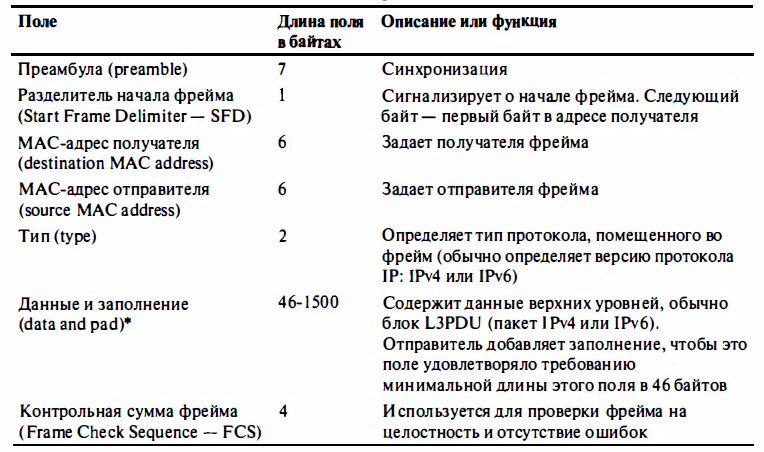 Поле Длина поля Описание или функция
в байтах
Преамбула (preamble) 7 Синхронизация
Разделитель начала фрейма 1 Сигнализирует о начале фрейма. Следующий
(Start Frame Delimiter — SFD) байт — первый байт в адресе получателя
МАС-адрес получателя 6 Задает получателя фрейма
(destination MAC address)
МАС-адрес отправителя 6 Задает отправителя фрейма
(source MAC address)
Тип (type) 2 Определяет тип протокола, помещенного во
фрейм (обычно определяет версию протокола
IP: IPv4 или IPv6)
Данные и заполнение 46-1500 Содержит данные верхних уровней, обычно
(data and pad)* блок L3PDU (пакет IPv4 или IPv6).
Отправитель добавляет заполнение, чтобы это
поле удовлетворяло требованию
минимальной длины этого поля в 46 байтов
Контрольная сумма фрейма 4 Используется для проверки фрейма на
(Frame Check Sequence — FCS) целостность и отсутствие ошибок